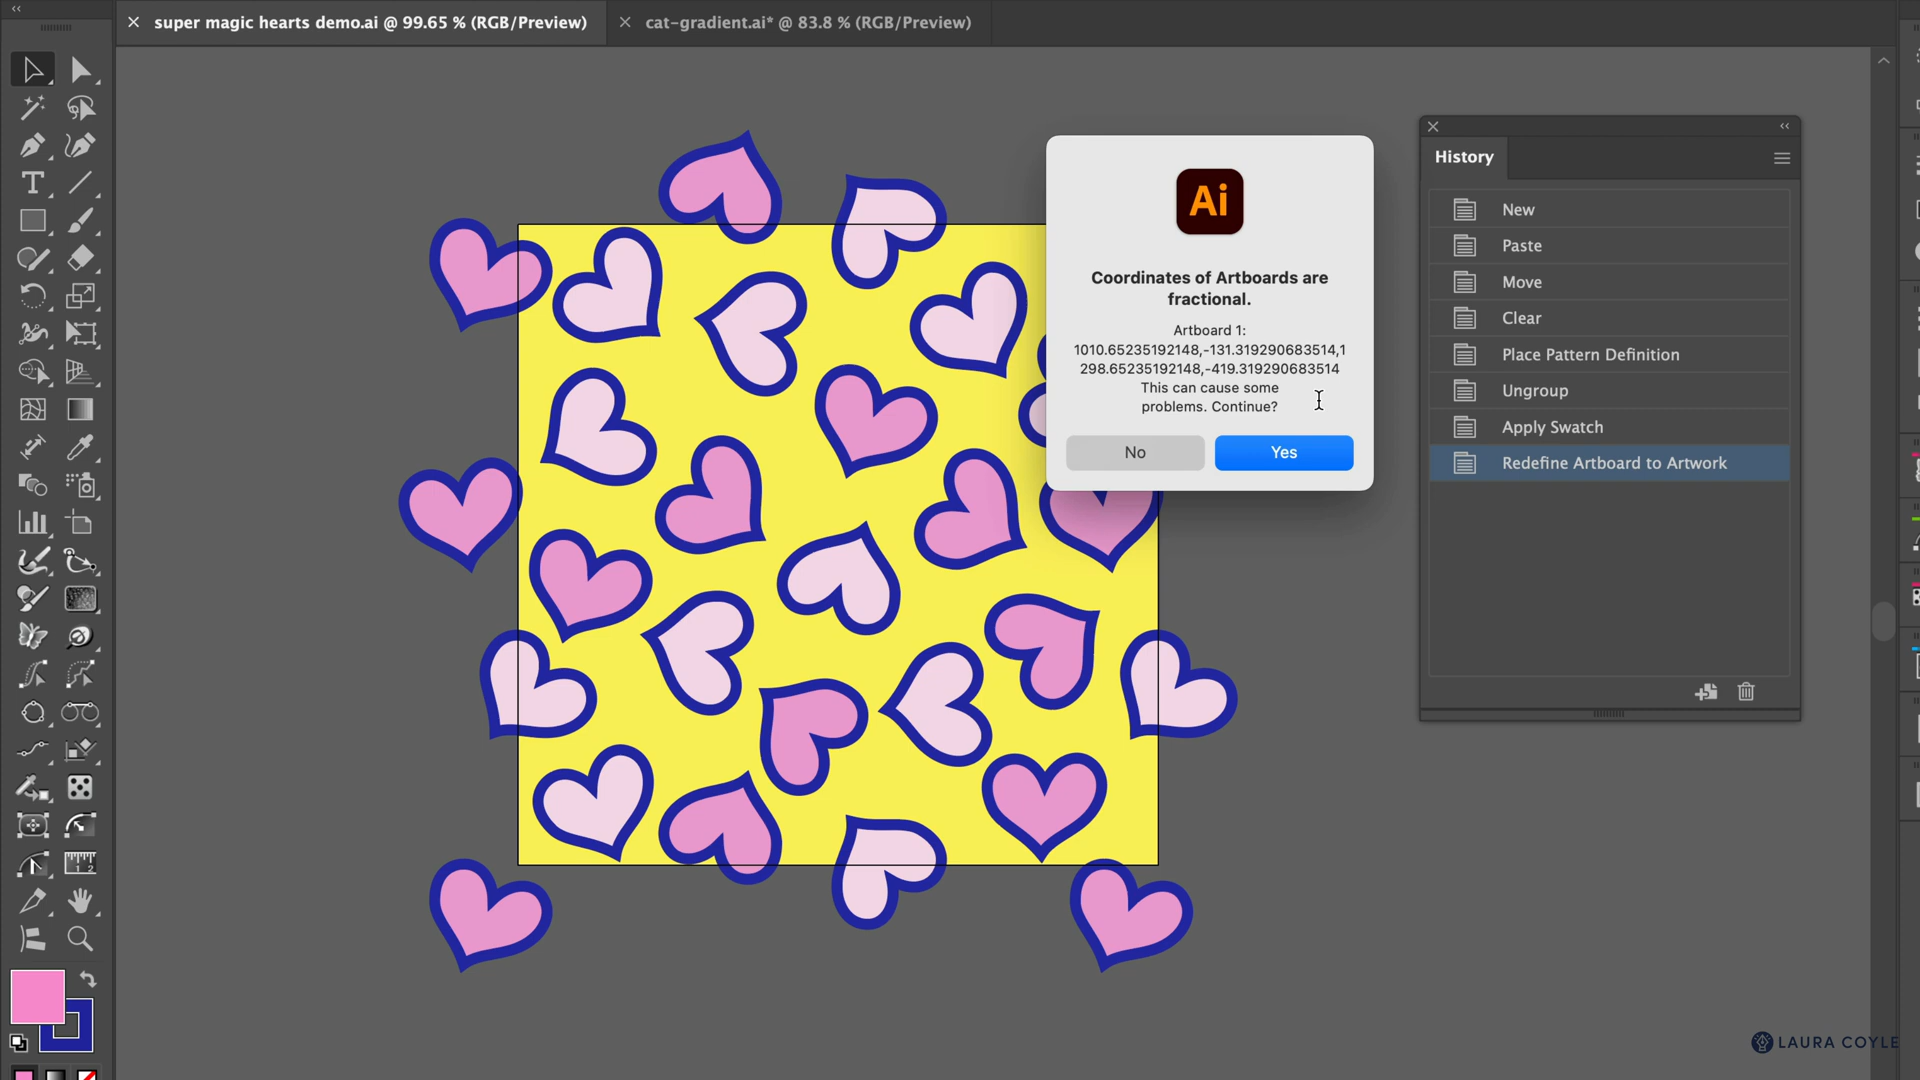 super magic hearts demo.ai @ 99.65 % (RGB/Preview)
cat-gradient.ai* @ 83.8 % (RGB/Preview)
Ai
Coordinates of Artboards are
fractional.
Artboard 1:
1010.65235192148,-131.319290683514,1
298.65235192148,-419.319290683514
This can cause some
problems. Continue?
No
Yes
History
New
Paste
Move
Clear
Place Pattern Definition
Ungroup
Apply Swatch
Redefine Artboard to Artwork
LAURA COYLE